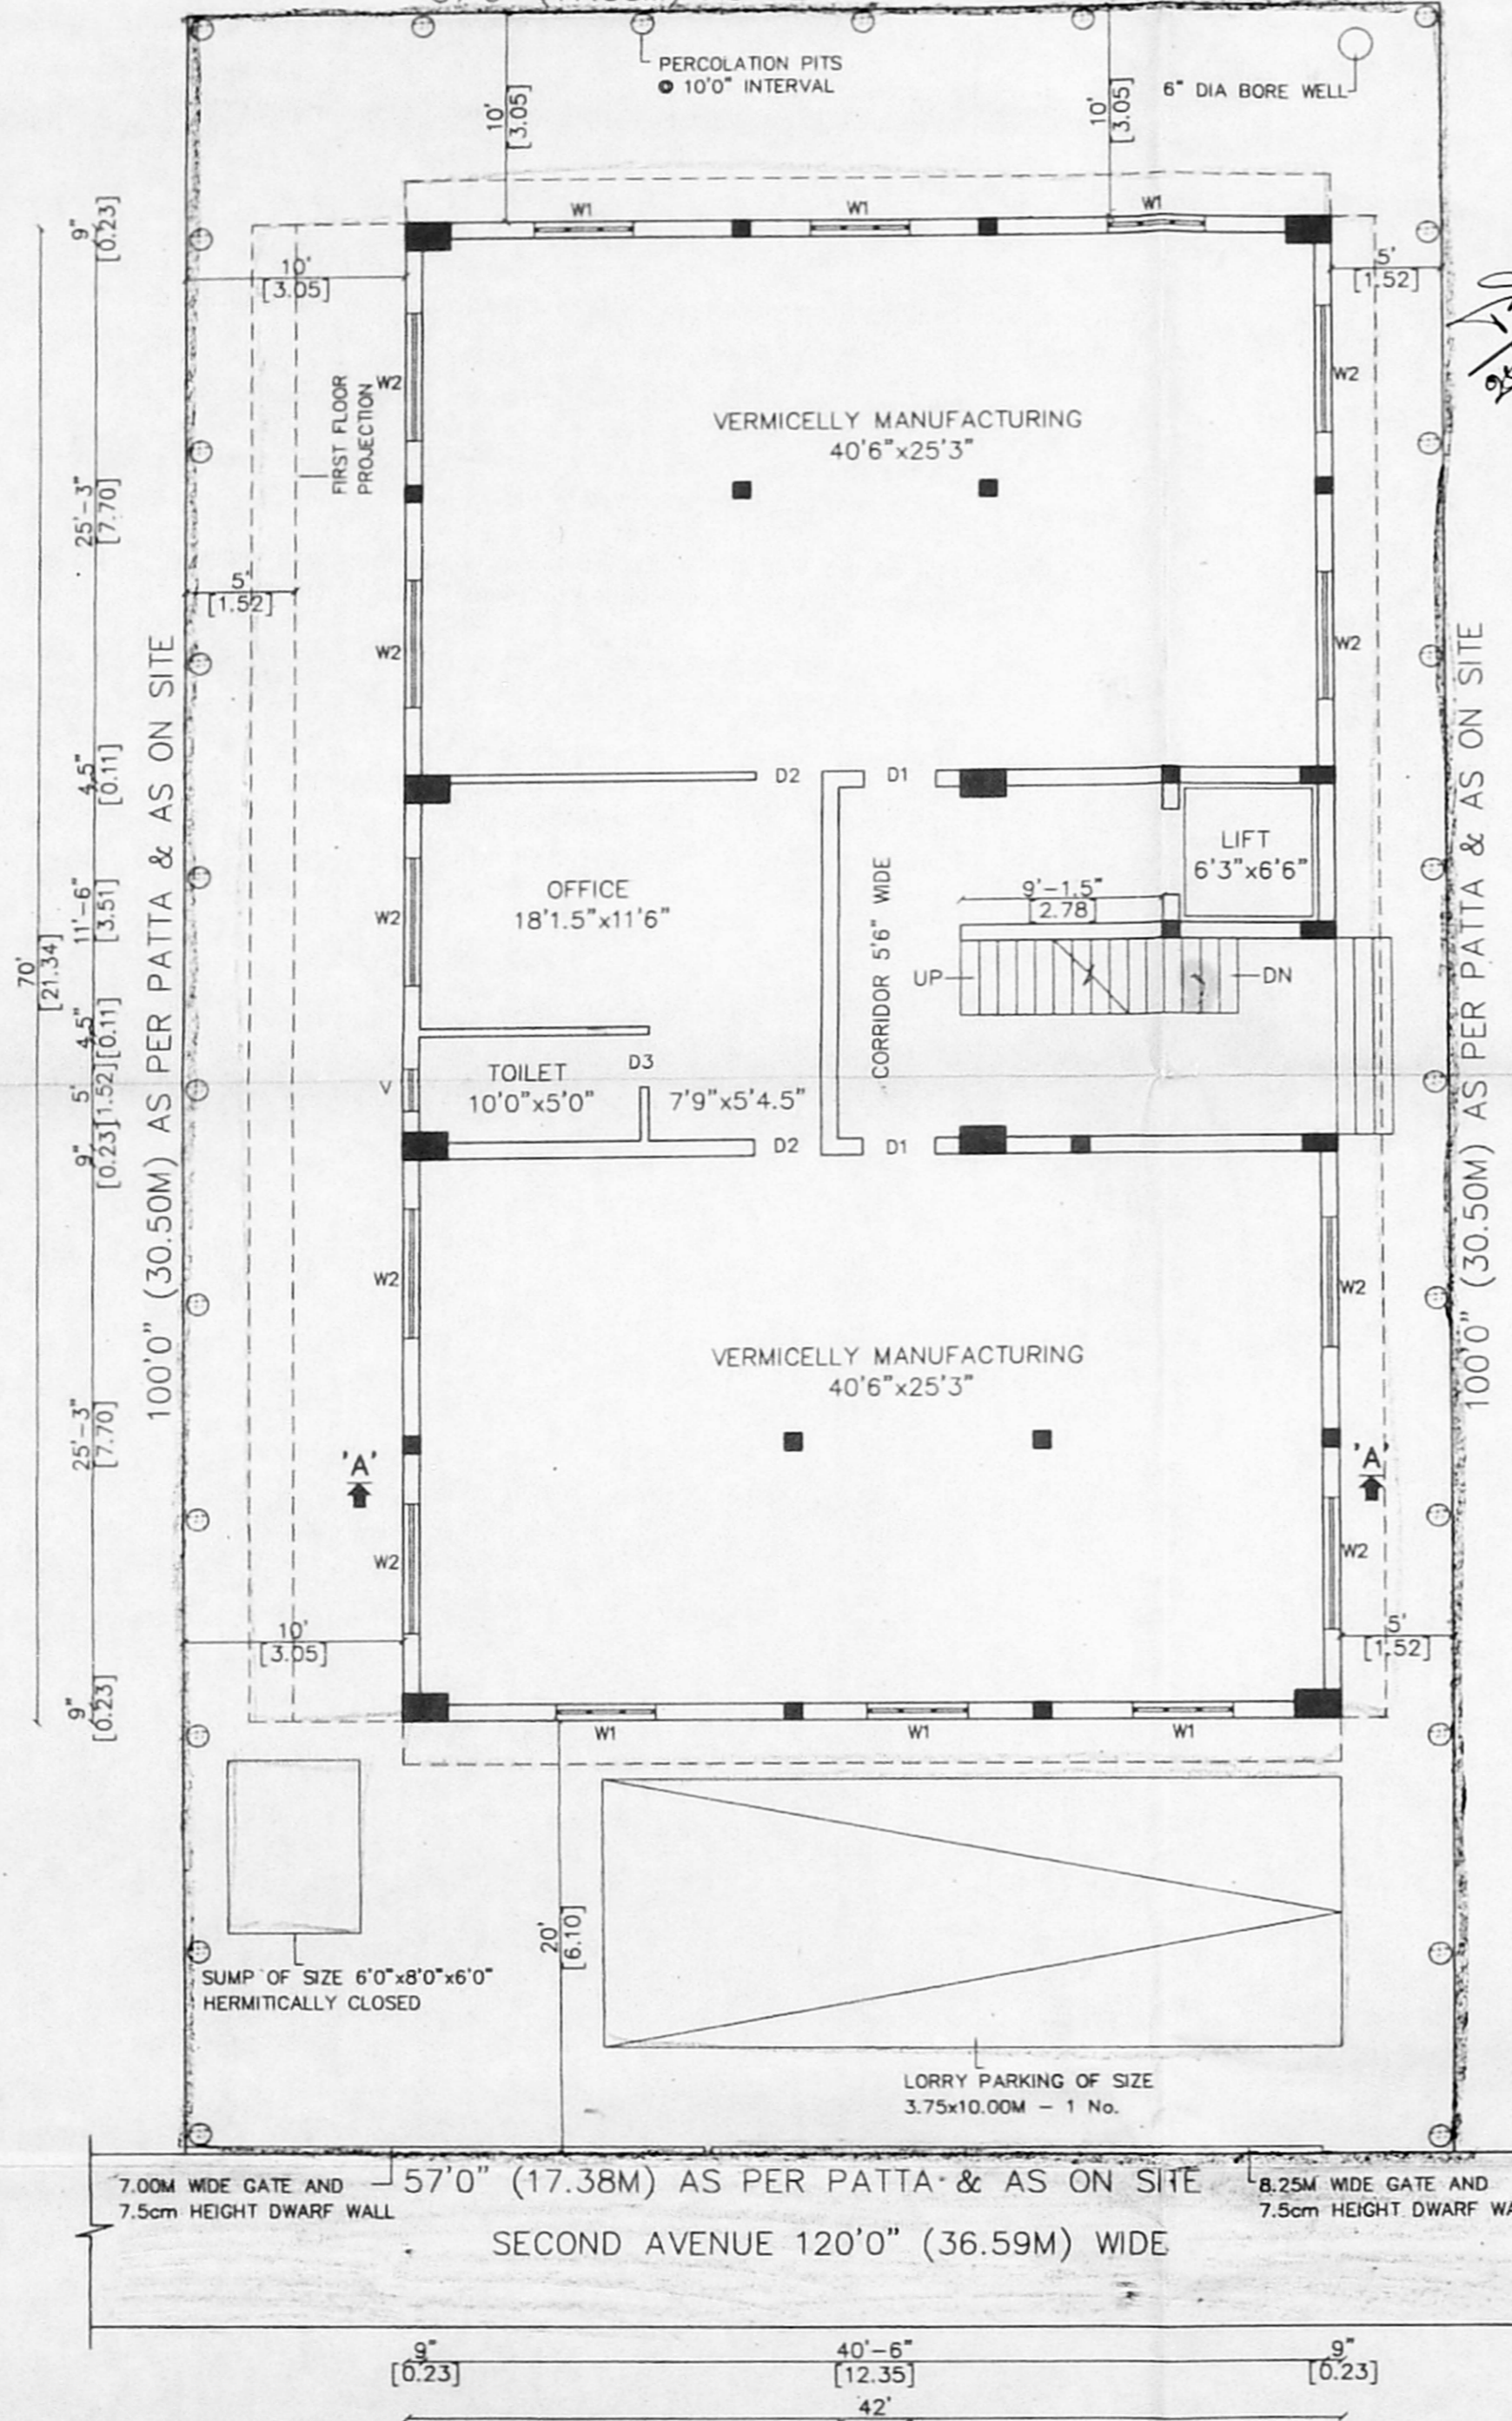 PERCOLATION PITS
@ 10'0" INTERVAL
6" DIA BORE WELL
10'
[3.05]
10'
[3.05]
9"
[0.23]
W1
W1
W1
10'
[3.05]
5'
[1.52]
FIRST FLOOR
PROJECTION
W2
W2
VERMICELLY MANUFACTURING
40'6"x25'3"
25'-3"
[7.70]
5'
[1.52]
W2
W2
100'0" (30.50M) AS PER PATTA & AS ON SITE
100'0" (30.50M) AS PER PATTA & AS ON SITE
4.5"
[0.11]
D2
D1
LIFT
6'3"x6'6"
OFFICE
18'1.5"x11'6"
9'-1.5"
[2.78]
11'-6"
[3.51]
W2
CORRIDOR 5'6" WIDE
70'
[21.34]
UP
DN
4.5"
[0.11]
D3
TOILET
10'0"x5'0"
7'9"x5'4.5"
V
5'
[1.52]
9"
[0.23]
D2
D1
W2
W2
VERMICELLY MANUFACTURING
40'6"x25'3"
25'-3"
[7.70]
'A'
'A'
W2
W2
10'
[3.05]
5'
[1.52]
9"
[0.23]
W1
W1
W1
20'
[6.10]
SUMP OF SIZE 6'0"x8'0"x6'0"
HERMITICALLY CLOSED
LORRY PARKING OF SIZE
3.75x10.00M - 1 No.
7.00M WIDE GATE AND
7.5cm HEIGHT DWARF WALL
57'0" (17.38M) AS PER PATTA & AS ON SITE
8.25M WIDE GATE AND
7.5cm HEIGHT DWARF
SECOND AVENUE 120'0" (36.59M) WIDE
9"
[0.23]
40'-6"
[12.35]
9"
[0.23]
42'